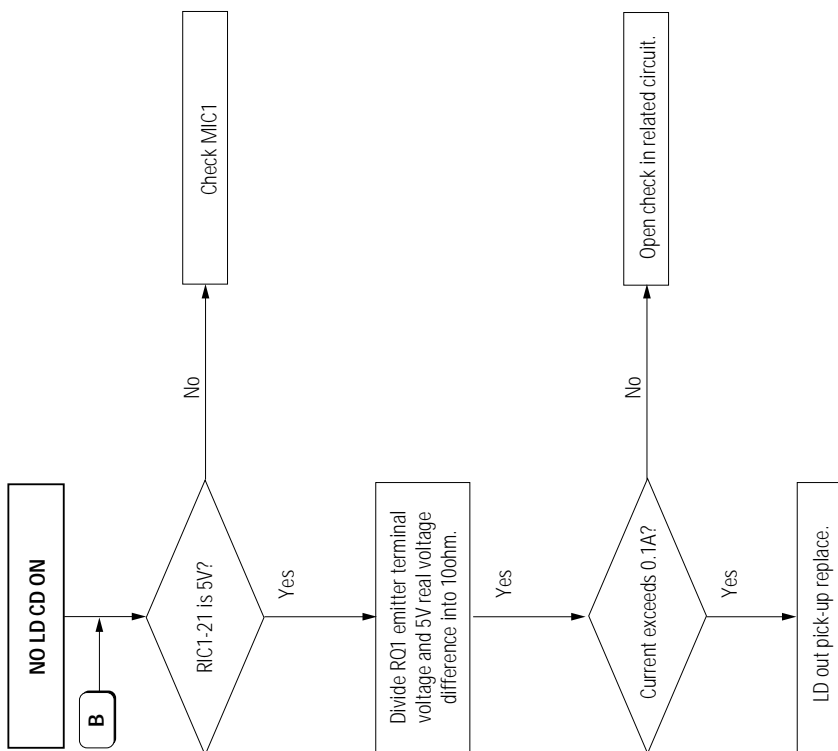 NO LD CD ON
B
RIC1-21 is 5V?
No
Check MIC1
Yes
Divide RQ1 emitter terminal
voltage and 5V real voltage
difference into 10ohm.
Yes
Current exceeds 0.1A?
No
Open check in related circuit.
Yes
LD out pick-up replace.